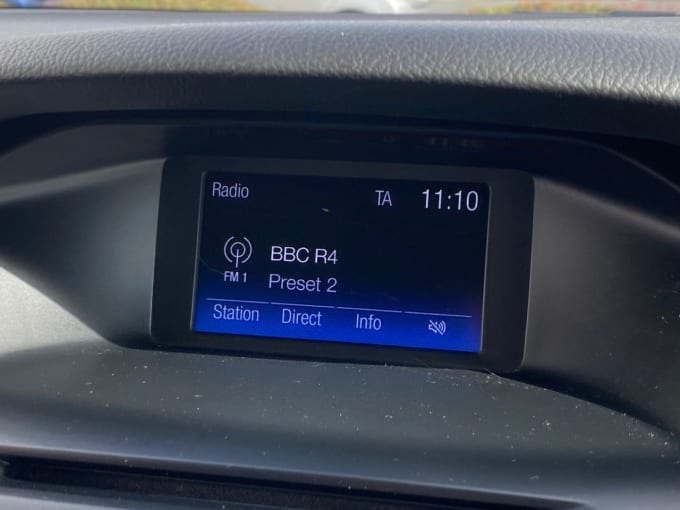 Radio TA 11:10
BBC R4
FM 1 Preset 2
Station Direct Info